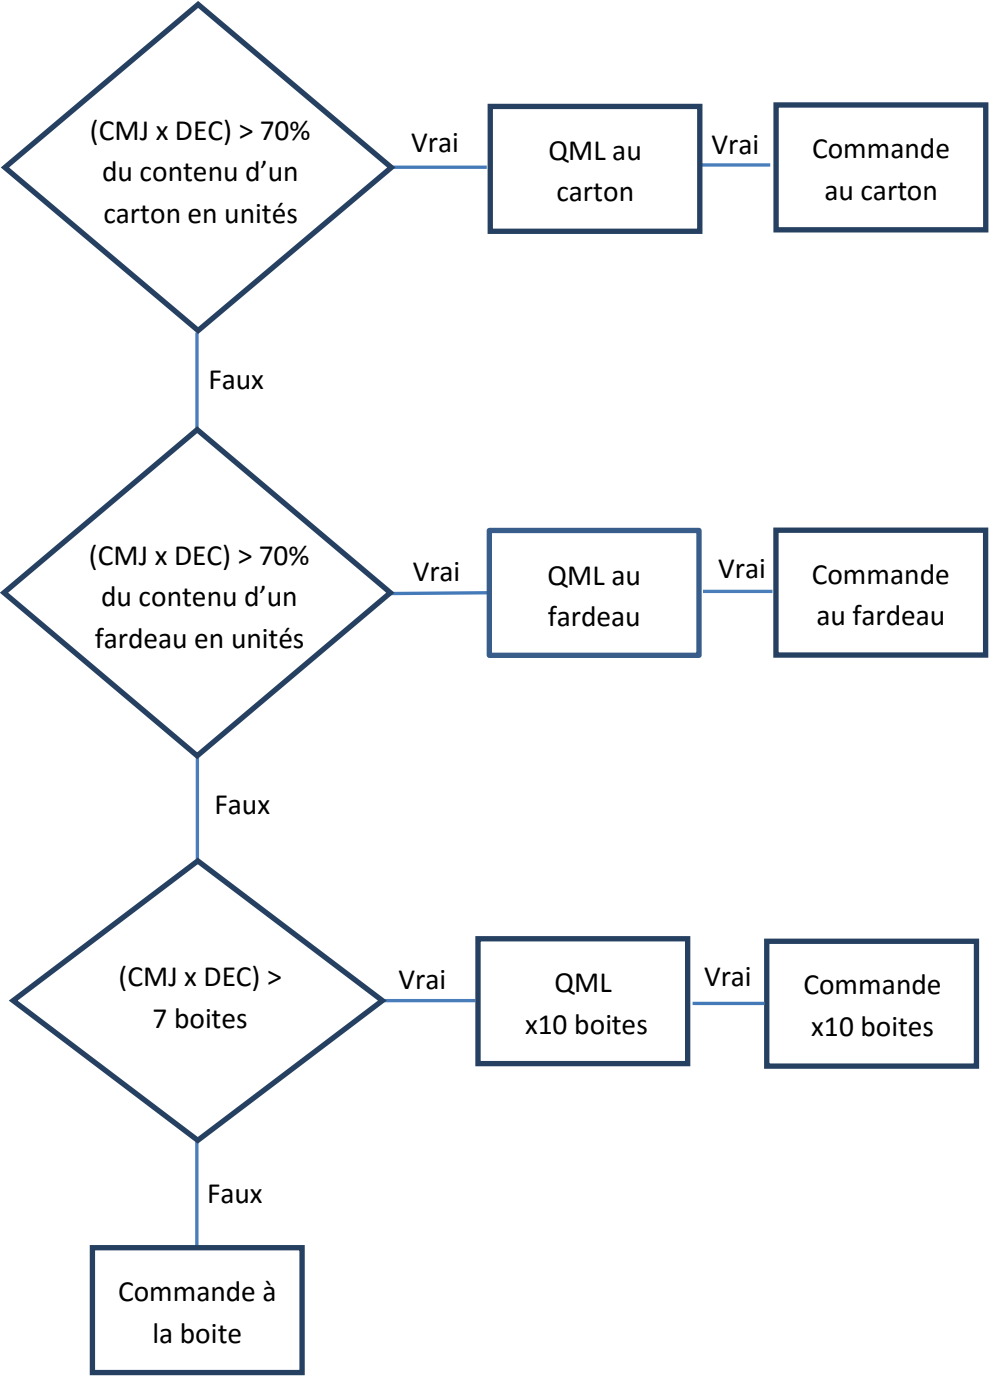 (CMJ x DEC) > 70%
du contenu d’un
carton en unités
Vrai
QML au
carton
Vrai
Commande
au carton
Faux
(CMJ x DEC) > 70%
du contenu d’un
fardeau en unités
Vrai
QML au
fardeau
Vrai
Commande
au fardeau
Faux
(CMJ x DEC) >
7 boites
Vrai
QML
x10 boites
Vrai
Commande
x10 boites
Faux
Commande à
la boite